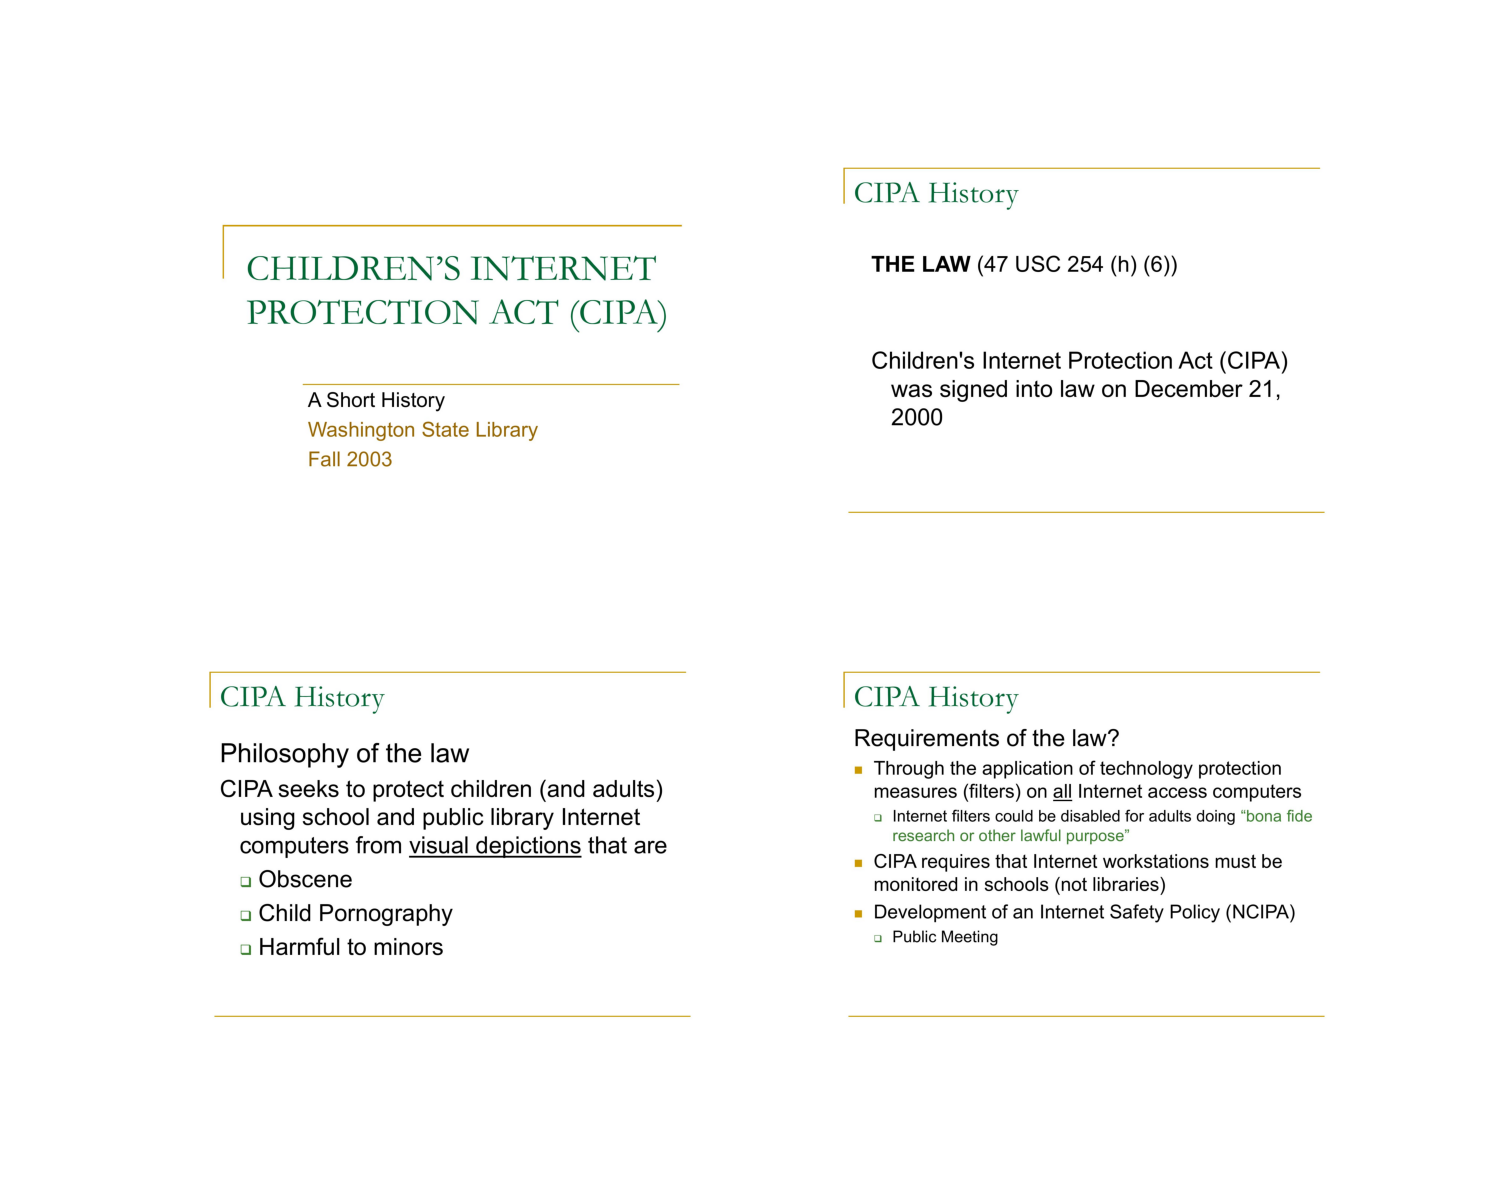 CHILDREN’S INTERNET
PROTECTION ACT (CIPA)
A Short History
Washington State Library
Fall 2003
CIPA History
THE LAW (47 USC 254 (h) (6))
Children's Internet Protection Act (CIPA)
was signed into law on December 21,
2000
CIPA History
Philosophy of the law
CIPA seeks to protect children (and adults)
using school and public library Internet
computers from visual depictions that are
❑ Obscene
❑ Child Pornography
❑ Harmful to minors
CIPA History
Requirements of the law?
■ Through the application of technology protection
measures (filters) on all Internet access computers
❑ Internet filters could be disabled for adults doing “bona fide
research or other lawful purpose”
■ CIPA requires that Internet workstations must be
monitored in schools (not libraries)
■ Development of an Internet Safety Policy (NCIPA)
❑ Public Meeting